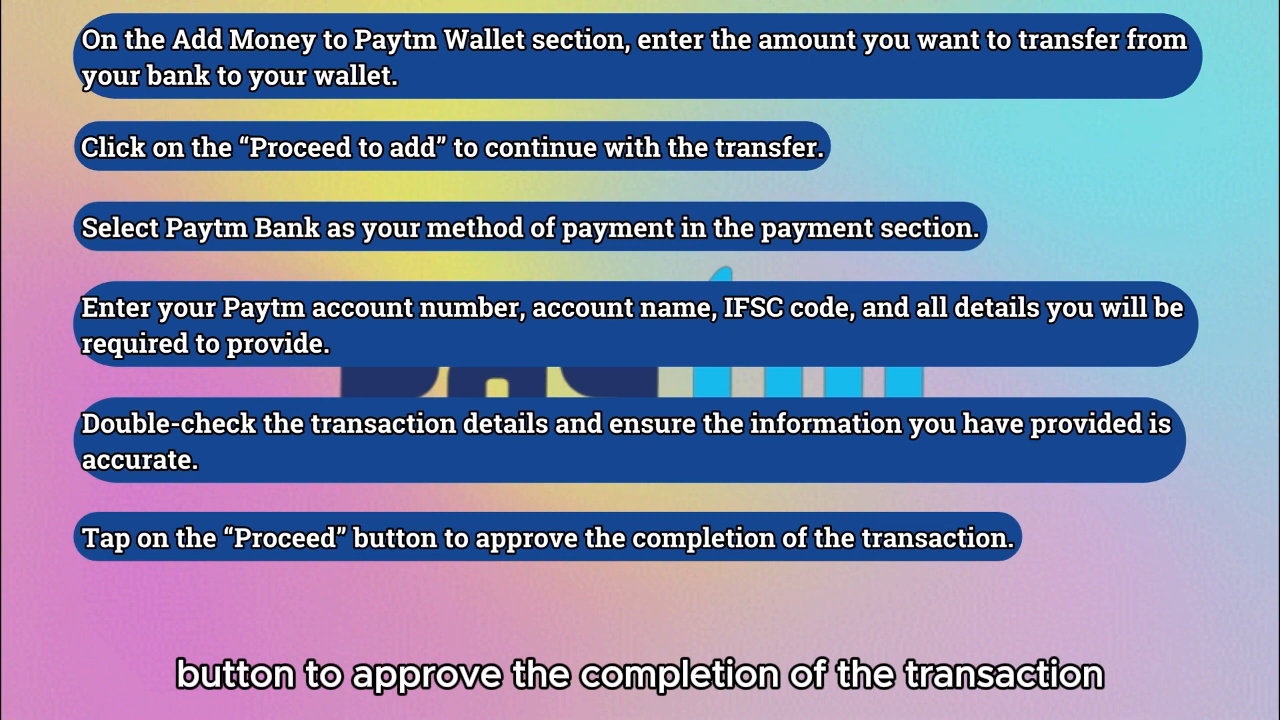 On the Add Money to Paytm Wallet section, enter the amount you want to transfer from
your bank to your wallet.
Click on the “Proceed to add” to continue with the transfer.
Select Paytm Bank as your method of payment in the payment section.
Enter your Paytm account number, account name, IFSC code, and all details you will be
required to provide.
Double-check the transaction details and ensure the information you have provided is
accurate.
Tap on the “Proceed” button to approve the completion of the transaction.
button to approve the completion of the transaction